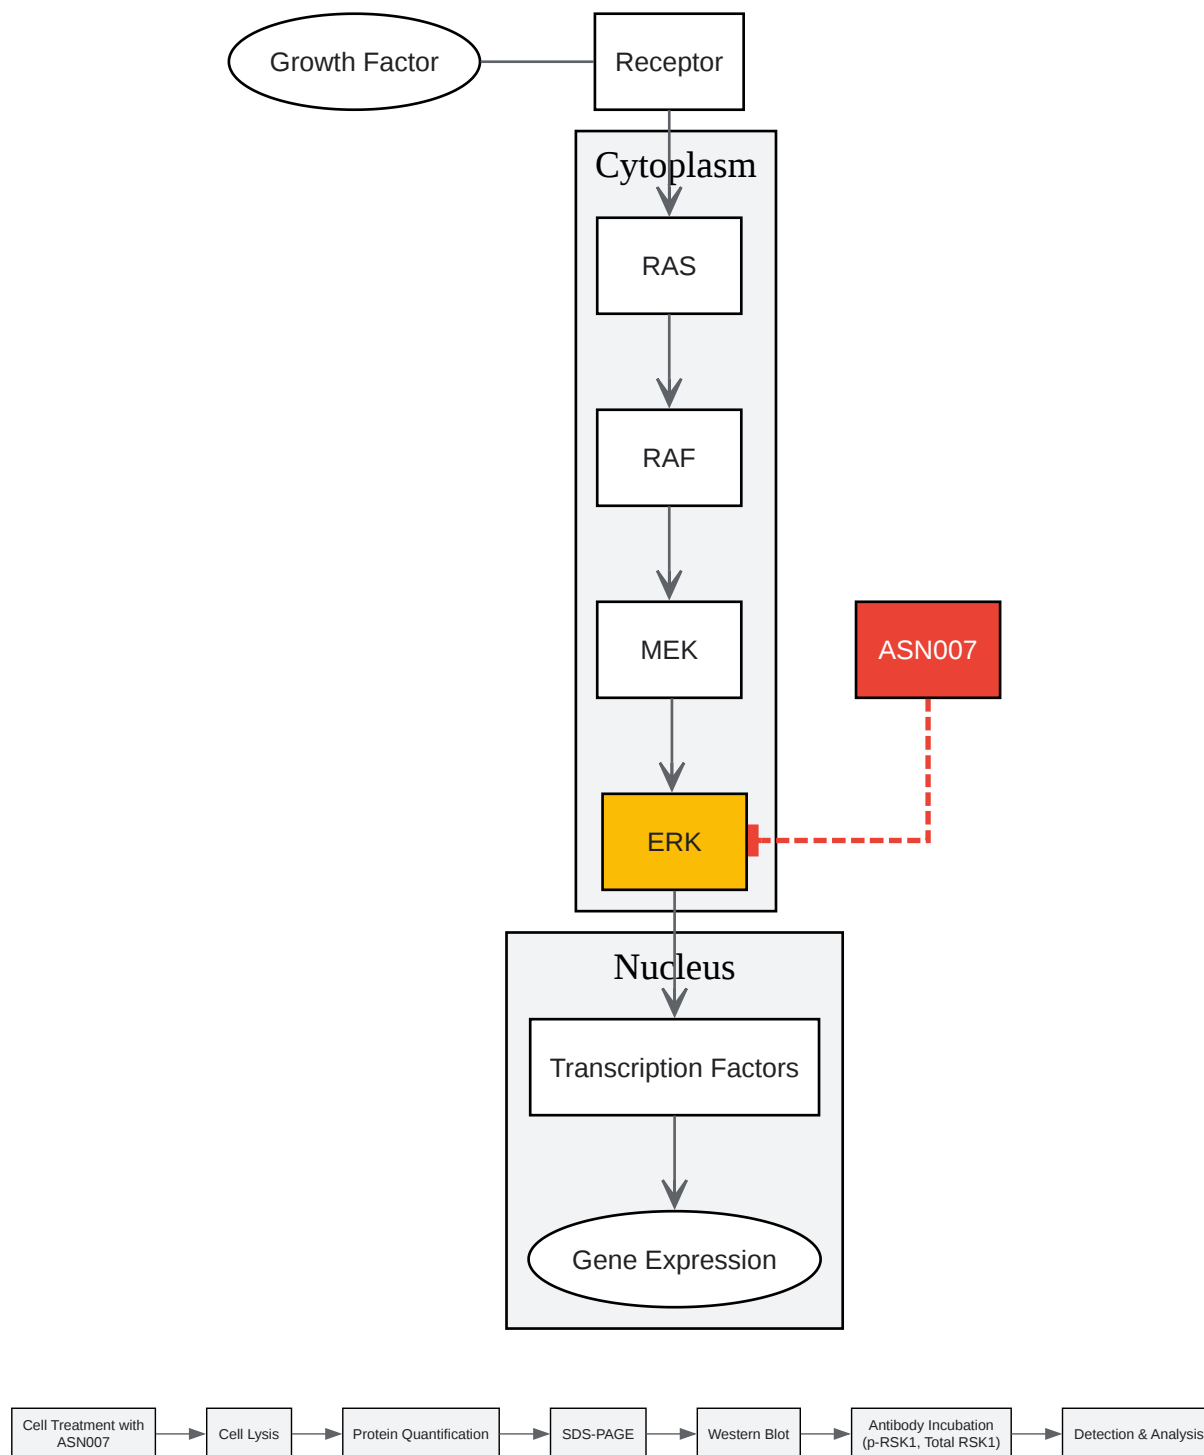 Growth Factor
Receptor
Cytoplasm
RAS
RAF
MEK
ASN007
ERK
Nucleus
Transcription Factors
Gene Expression
Cell Treatment with
ASN007
Cell Lysis
Protein Quantification
SDS-PAGE
Western Blot
Antibody Incubation
(p-RSK1, Total RSK1)
Detection & Analysis